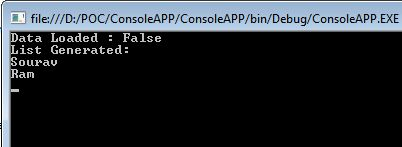 file:///D:/POC/ConsoleAPP/ConsoleAPP/bin/Debug/ConsoleAPP.EXE
Data Loaded : False
List Generated:
Sourav
Ram